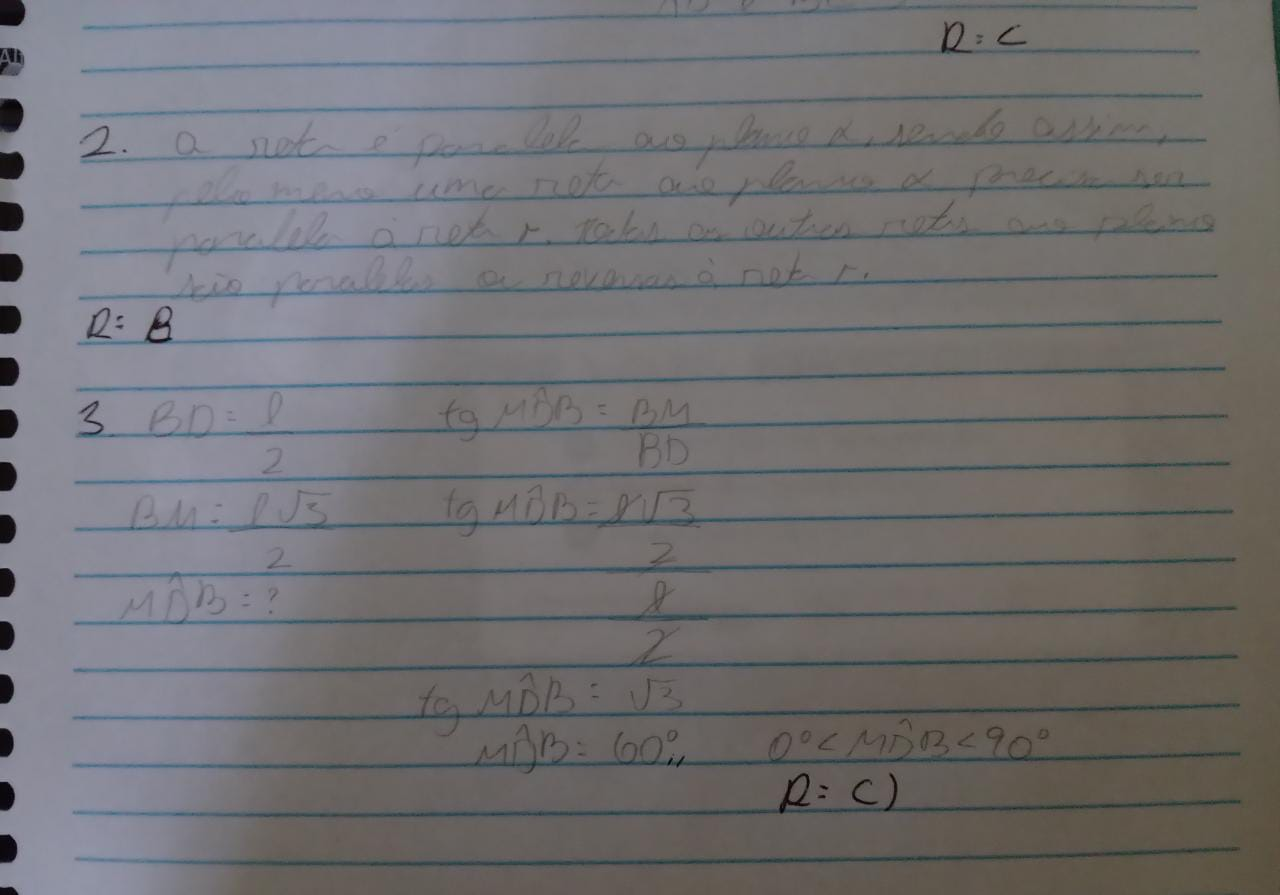 R = C
2. a reta é paralela ao plano α, sendo assim,
pelo menos uma reta ao plano α precisa ser
paralela à reta r. todas as outras retas ao plano
são paralelas ou reversas à reta r.
R = B
3. BD = l/2    tg MD̂B = BM/BD
BM = l√3/2    tg MD̂B = (l√3/2)/(l/2)
MD̂B = ?
tg MD̂B = √3
MD̂B = 60°,,    0° < MD̂B < 90°
R = C)